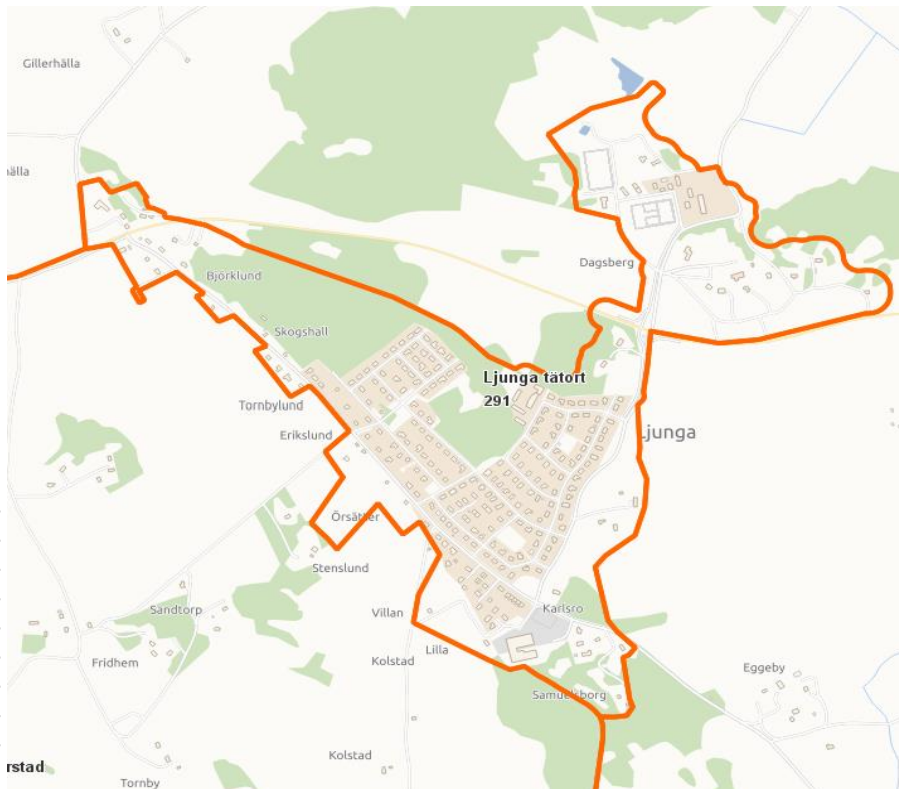 Gillerhälla
älla
Dagsberg
Björklund
Skogshall
Ljunga tätort
291
Tornbylund
Erikslund
Ljunga
Örsätter
Stenslund
Sandtorp
Villan
Karlsro
Lilla
Fridhem
Kolstad
Eggeby
Samuelsborg
Kolstad
rstad
Tornby